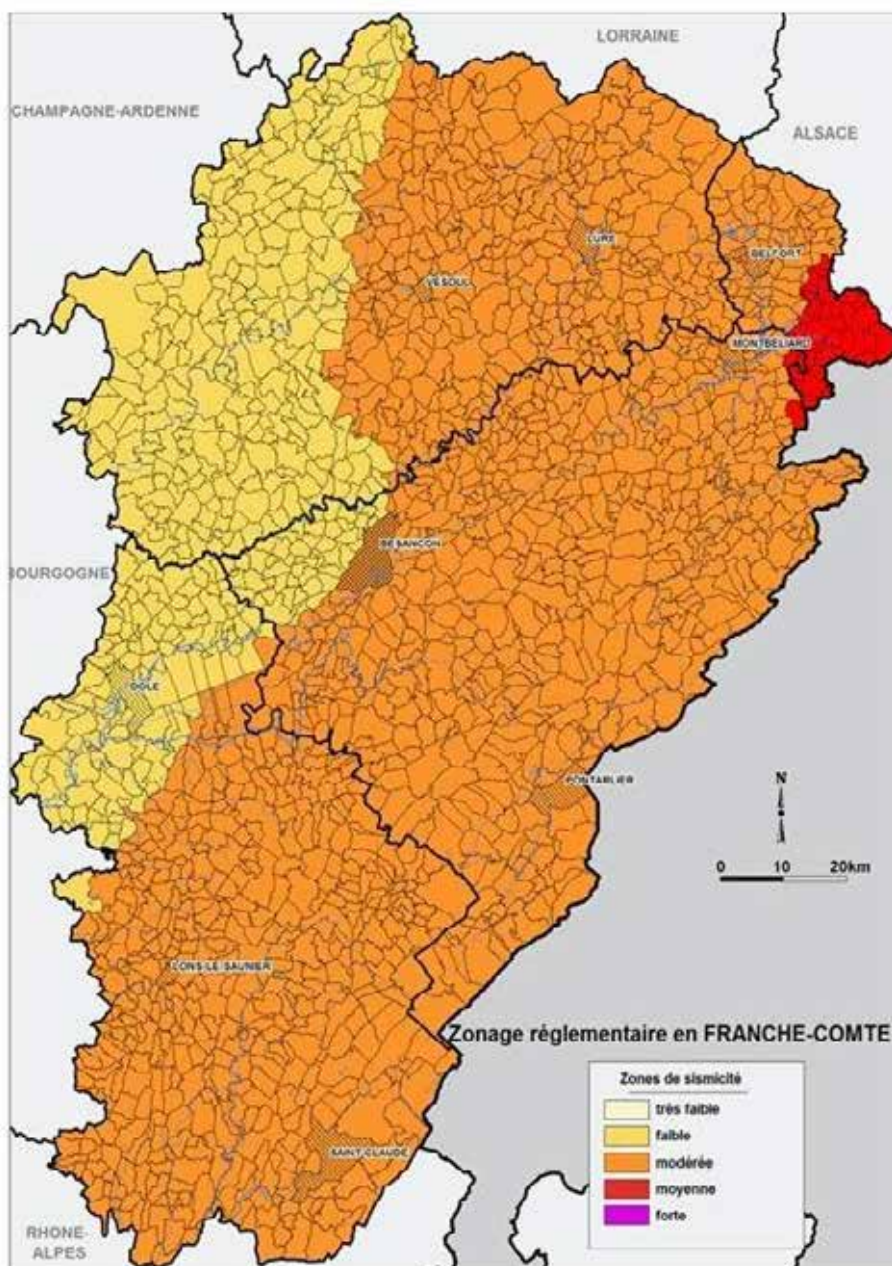 LORRAINE
CHAMPAGNE-ARDENNE
ALSACE
LURE
BELFORT
VESOUL
MONTBELIARD
BESANCON
BOURGOGNE
DOLE
PONTARLIER
N
0 10 20km
LONS-LE-SAUNIER
Zonage réglementaire en FRANCHE-COMTE
Zones de sismicité
très faible
faible
modérée
moyenne
forte
SAINT-CLAUDE
RHONE-
ALPES